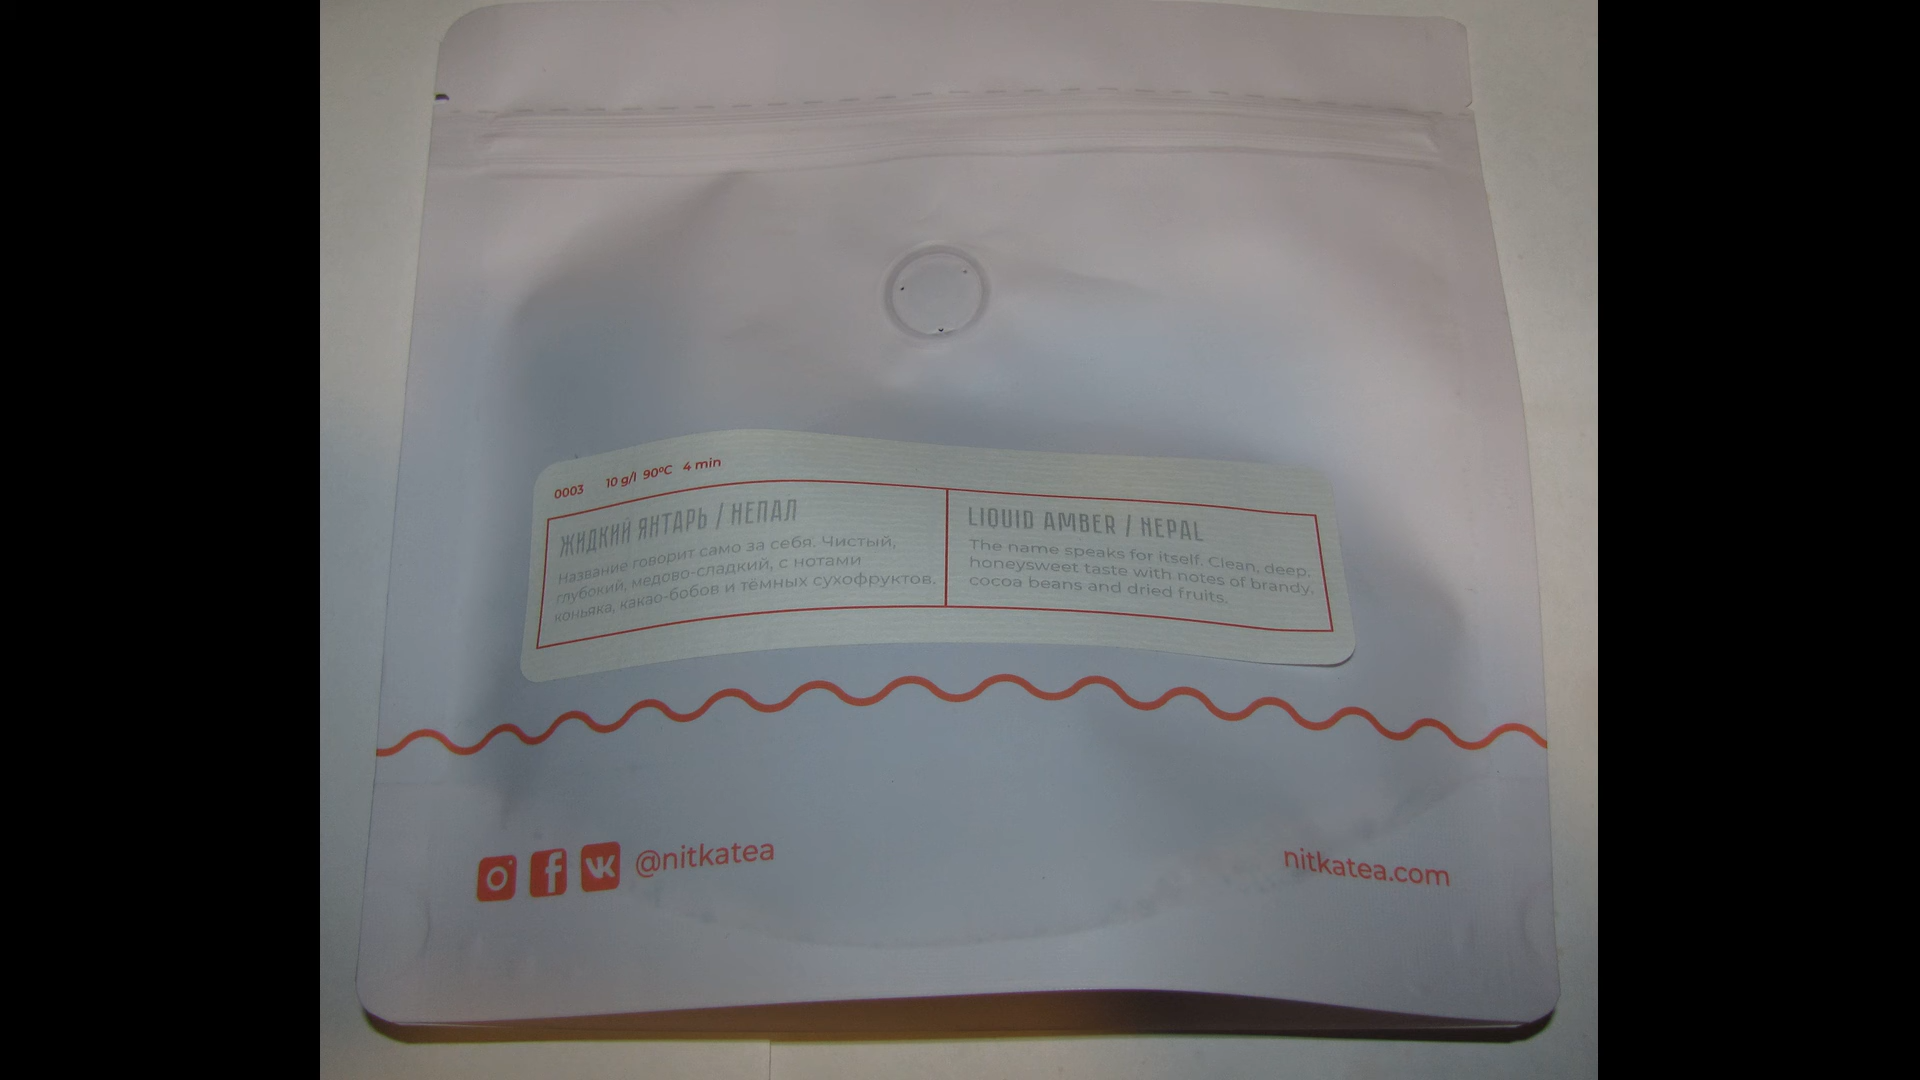 0003 10 g/l 90ºC 4 min
ЖИДКИЙ ЯНТАРЬ / НЕПАЛ
Название говорит само за себя. Чистый,
глубокий, медово-сладкий, с нотами
коньяка, какао-бобов и тёмных сухофруктов.
LIQUID AMBER / NEPAL
The name speaks for itself. Clean, deep,
honeysweet taste with notes of brandy,
cocoa beans and dried fruits.
@nitkatea
nitkatea.com